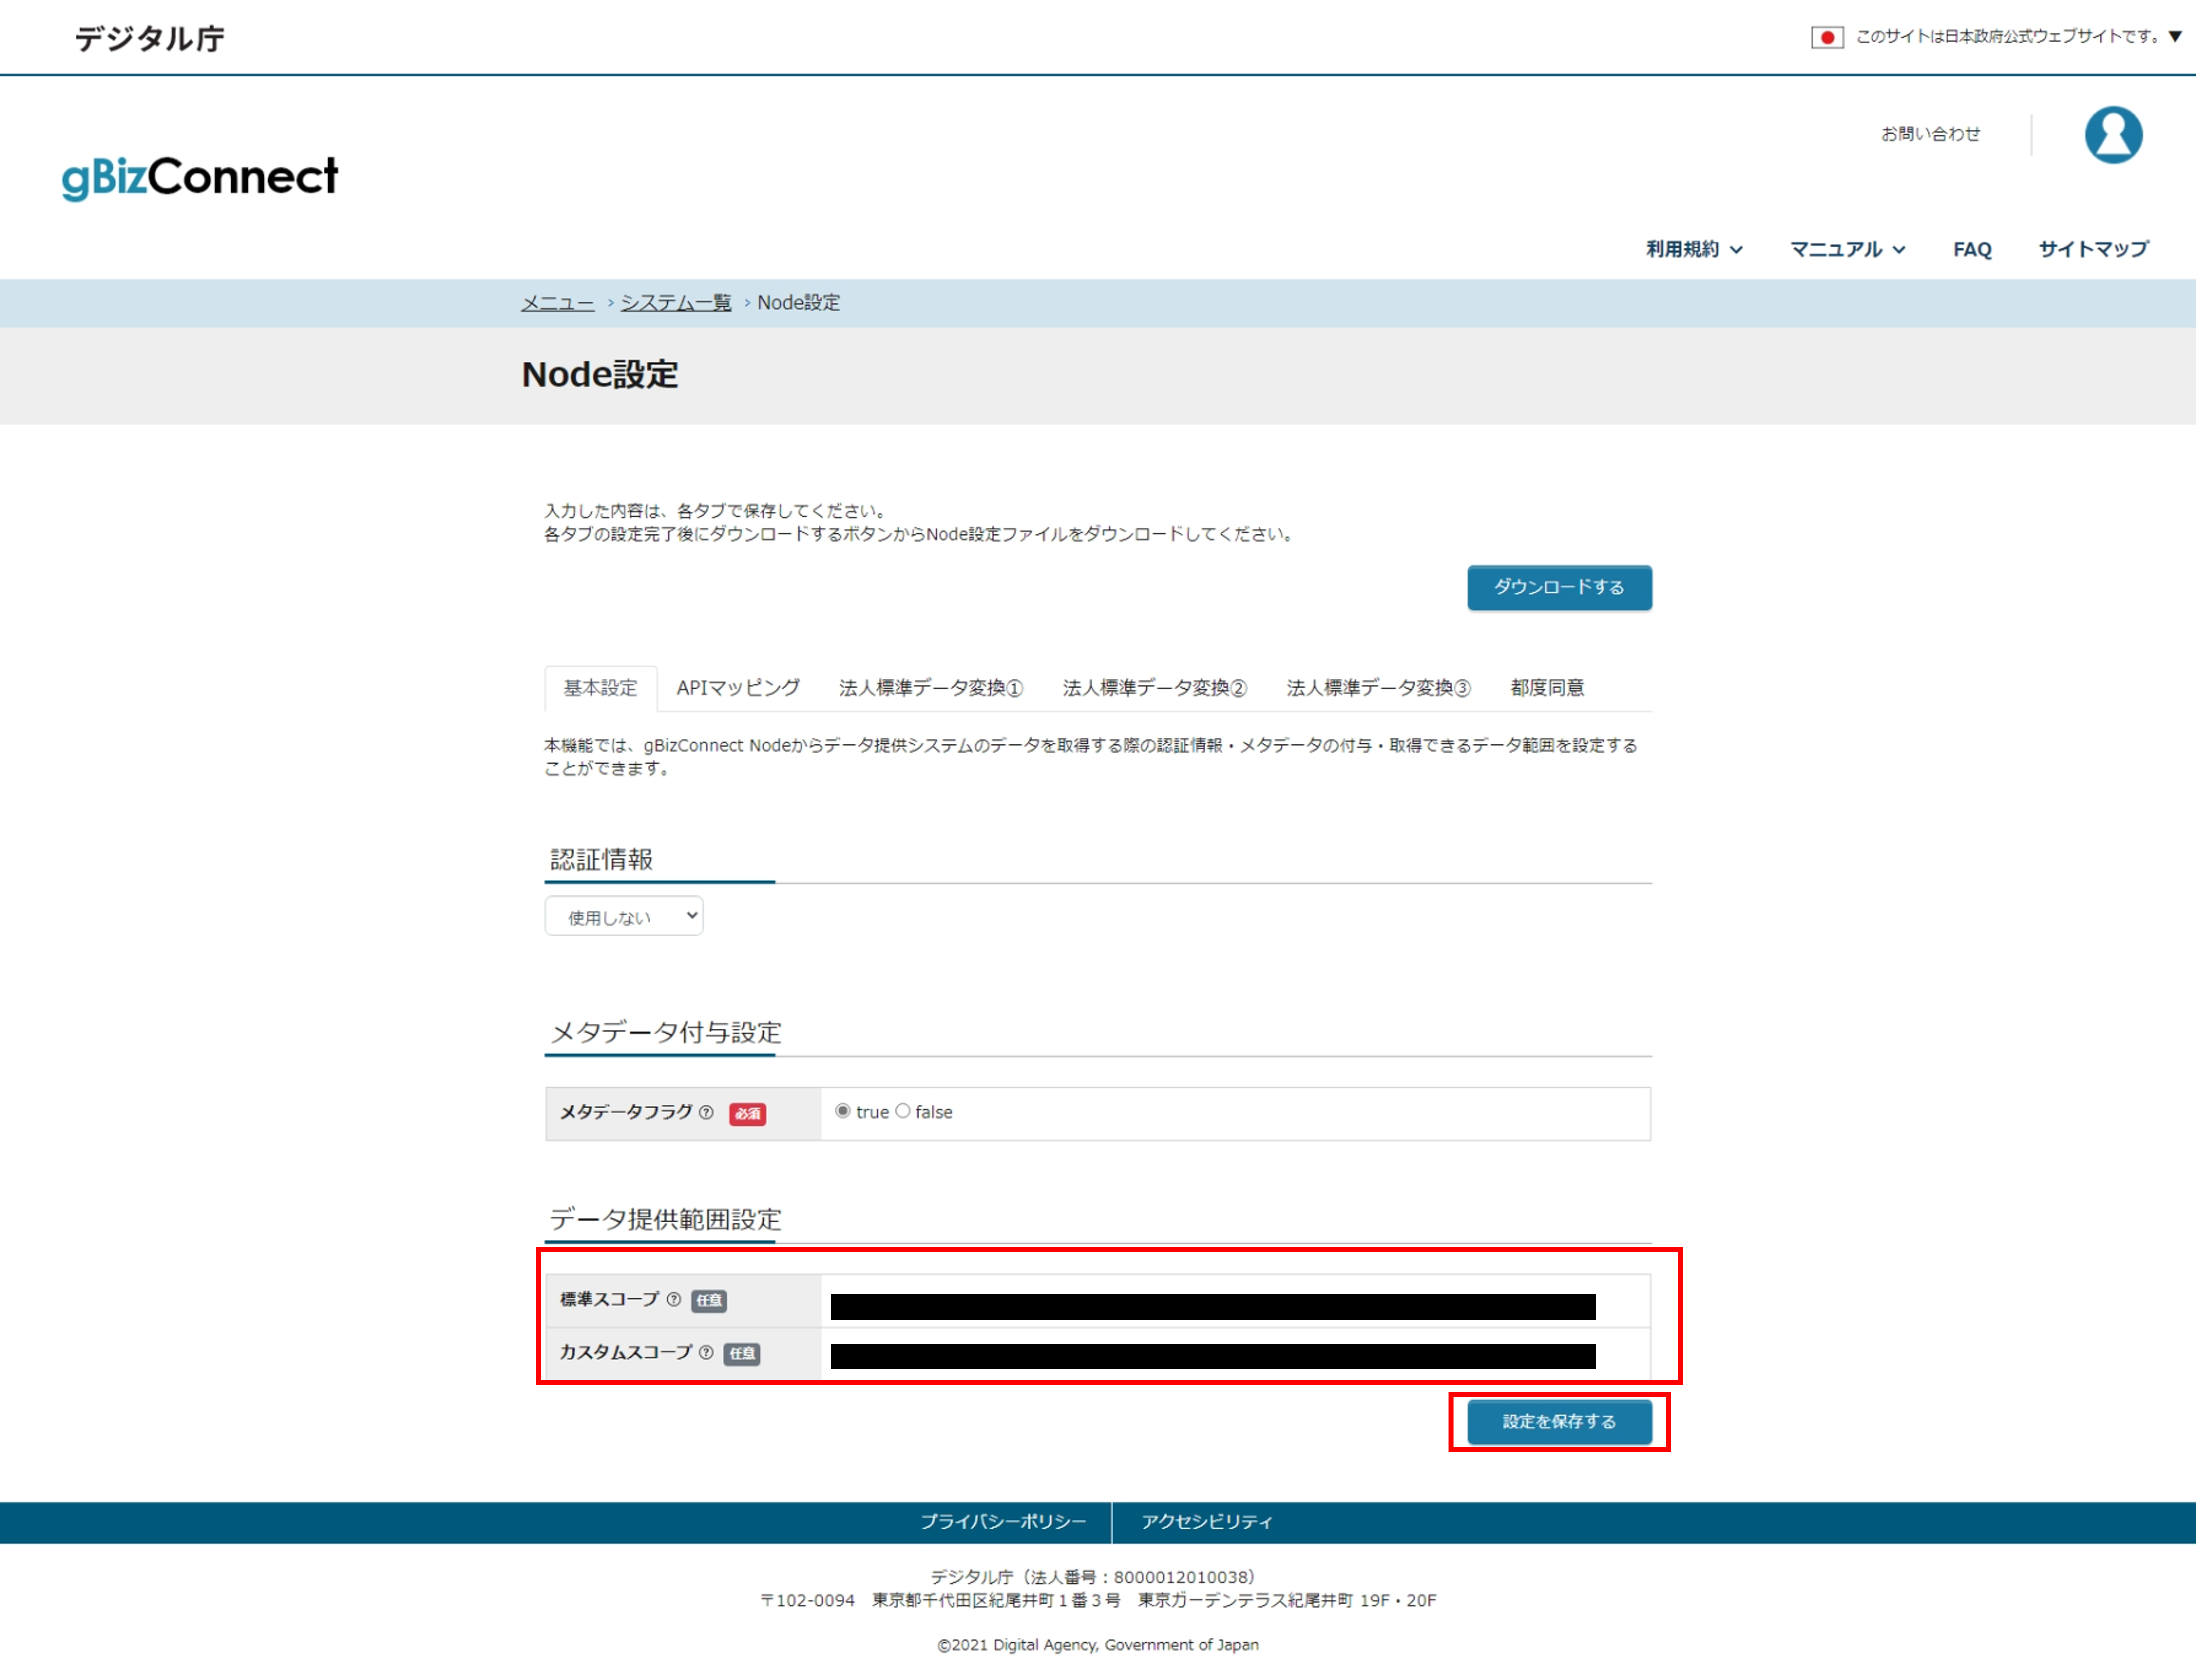 デジタル庁
このサイトは日本政府公式ウェブサイトです。▼
お問い合わせ
gBizConnect
利用規約 マニュアル FAQ サイトマップ
メニュー > システム一覧 > Node設定
Node設定
入力した内容は、各タブで保存してください。
各タブの設定完了後にダウンロードするボタンからNode設定ファイルをダウンロードしてください。
ダウンロードする
基本設定 APIマッピング 法人標準データ変換① 法人標準データ変換② 法人標準データ変換③ 都度同意
本機能では、gBizConnect Nodeからデータ提供システムのデータを取得する際の認証情報・メタデータの付与・取得できるデータ範囲を設定する
ことができます。
認証情報
使用しない
メタデータ付与設定
メタデータフラグ ? 必須 true false
データ提供範囲設定
標準スコープ ? 任意
カスタムスコープ ? 任意
設定を保存する
プライバシーポリシー アクセシビリティ
デジタル庁（法人番号：8000012010038）
〒102-0094 東京都千代田区紀尾井町１番３号 東京ガーデンテラス紀尾井町 19F・20F
©2021 Digital Agency, Government of Japan